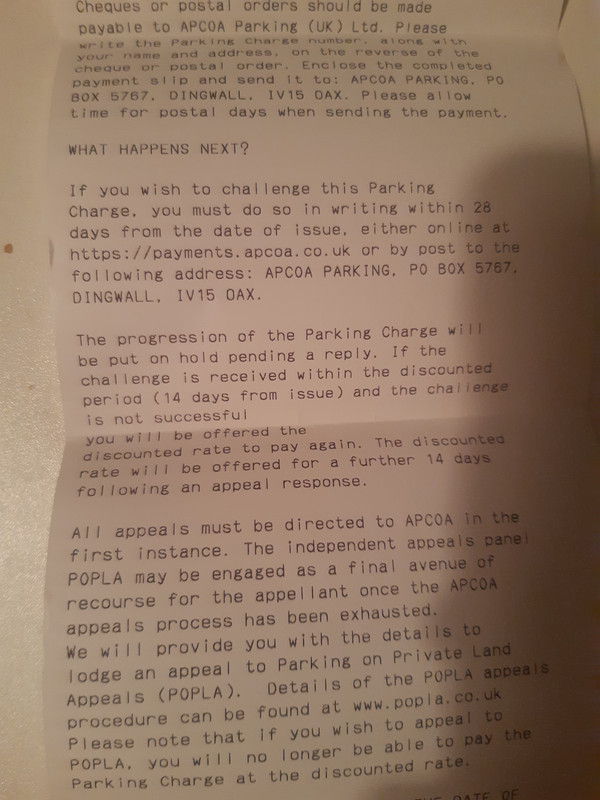 Cheques or postal orders should be made
payable to APCOA Parking (UK) Ltd. Please
write the Parking Charge number, along with
your name and address, on the reverse of the
cheque or postal order. Enclose the completed
payment slip and send it to: APCOA PARKING, PO
BOX 5767, DINGWALL, IV15 0AX. Please allow
time for postal days when sending the payment.
WHAT HAPPENS NEXT?
If you wish to challenge this Parking
Charge, you must do so in writing within 28
days from the date of issue, either online at
https://payments.apcoa.co.uk or by post to the
following address: APCOA PARKING, PO BOX 5767,
DINGWALL, IV15 0AX.
The progression of the Parking Charge will
be put on hold pending a reply. If the
challenge is received within the discounted
period (14 days from issue) and the challenge
is not successful
you will be offered the
discounted rate to pay again. The discounted
rate will be offered for a further 14 days
following an appeal response.
All appeals must be directed to APCOA in the
first instance. The independent appeals panel
POPLA may be engaged as a final avenue of
recourse for the appellant once the APCOA
appeals process has been exhausted.
We will provide you with the details to
lodge an appeal to Parking on Private Land
Appeals (POPLA).  Details of the POPLA appeals
procedure can be found at www.popla.co.uk
Please note that if you wish to appeal to
POPLA, you will no longer be able to pay the
Parking Charge at the discounted rate.
THE DATE OF